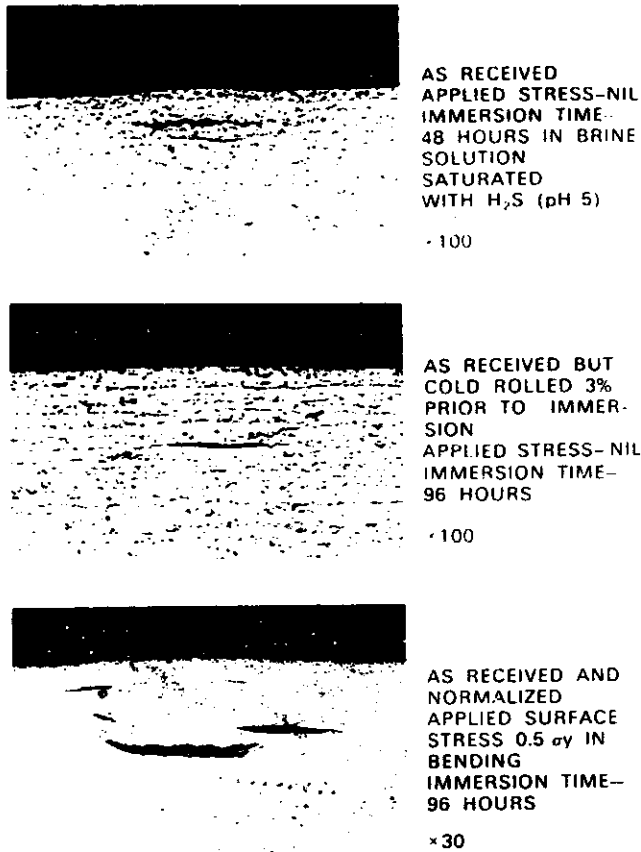 AS RECEIVED
APPLIED STRESS–NIL
IMMERSION TIME–
48 HOURS IN BRINE
SOLUTION
SATURATED
WITH H₂S (pH 5)
×100
AS RECEIVED BUT
COLD ROLLED 3%
PRIOR TO IMMER-
SION
APPLIED STRESS–NIL
IMMERSION TIME–
96 HOURS
×100
AS RECEIVED AND
NORMALIZED
APPLIED SURFACE
STRESS 0.5 σy IN
BENDING
IMMERSION TIME–
96 HOURS
×30